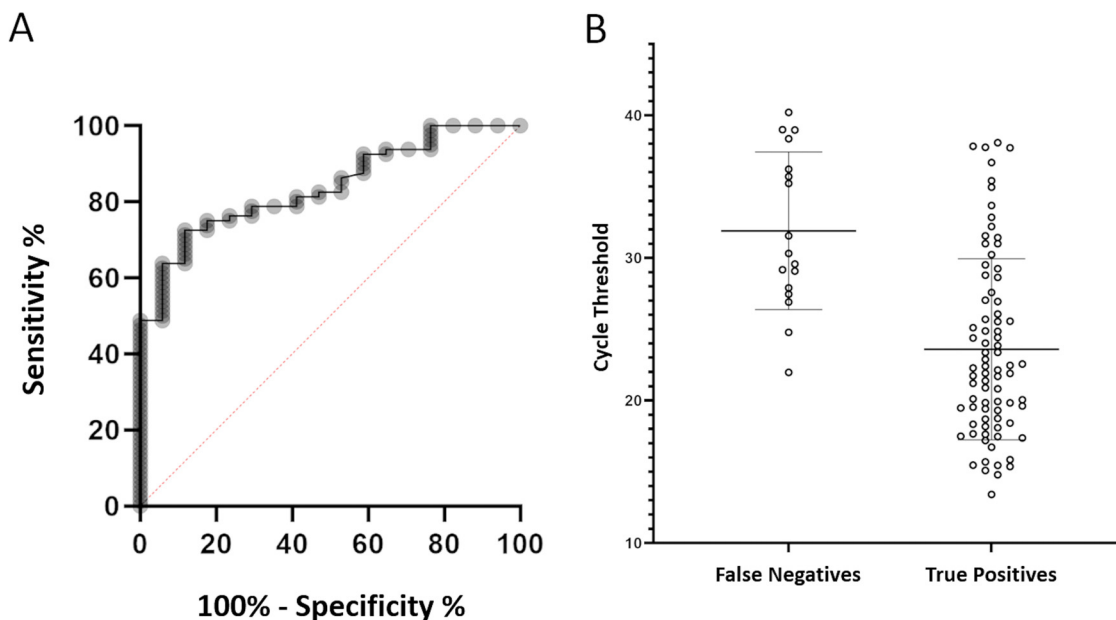 A
Sensitivity %
100
80
60
40
20
0
0 20 40 60 80 100
100% - Specificity %
B
Cycle Threshold
40
30
20
10
False Negatives True Positives